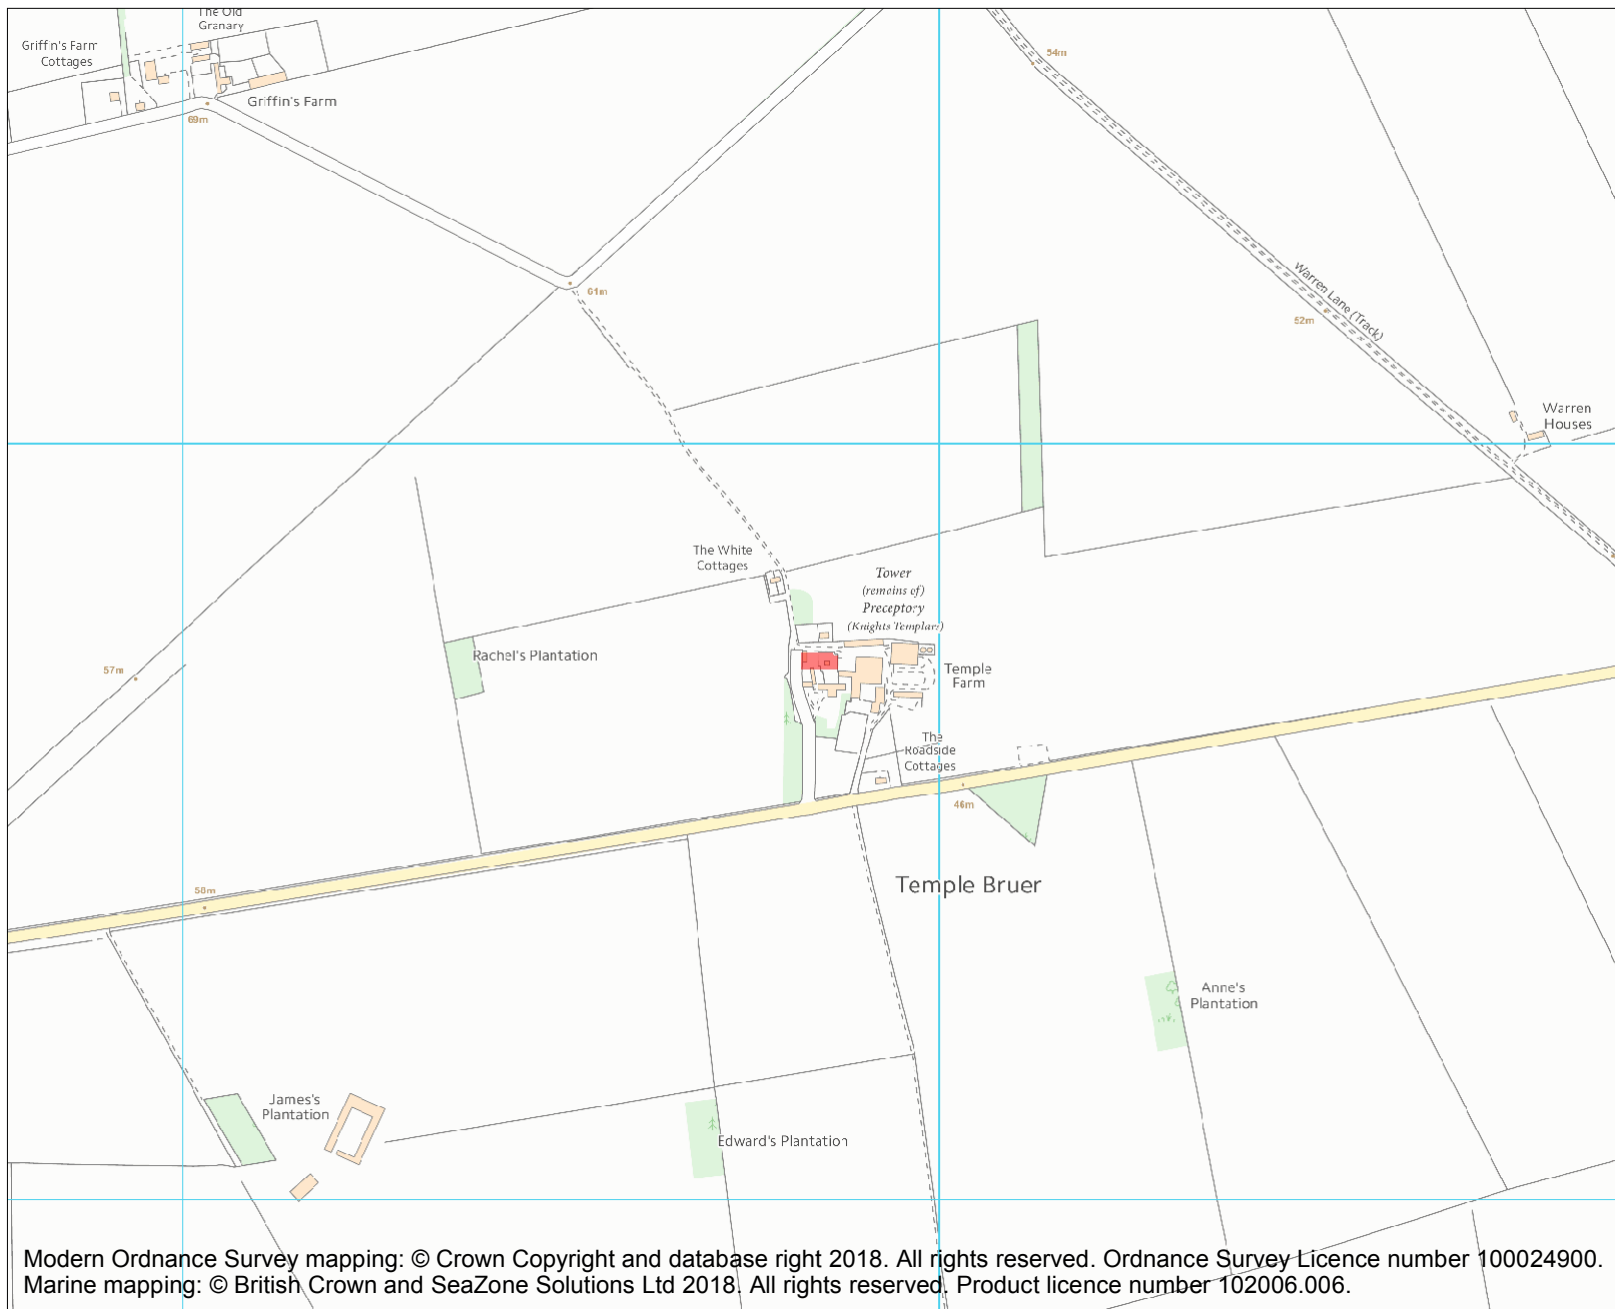 The Old
Granary
Griffin's Farm
Cottages
Griffin's Farm
69m
54m
61m
Warren Lane (Track)
52m
Warren
Houses
The White
Cottages
Tower
(remains of)
Preceptory
(Knights Templar)
Rachel's Plantation
57m
Temple
Farm
The
Roadside
Cottages
46m
Temple Bruer
58m
Anne's
Plantation
James's
Plantation
Edward's Plantation
Modern Ordnance Survey mapping: © Crown Copyright and database right 2018. All rights reserved. Ordnance Survey Licence number 100024900.
Marine mapping: © British Crown and SeaZone Solutions Ltd 2018. All rights reserved. Product licence number 102006.006.